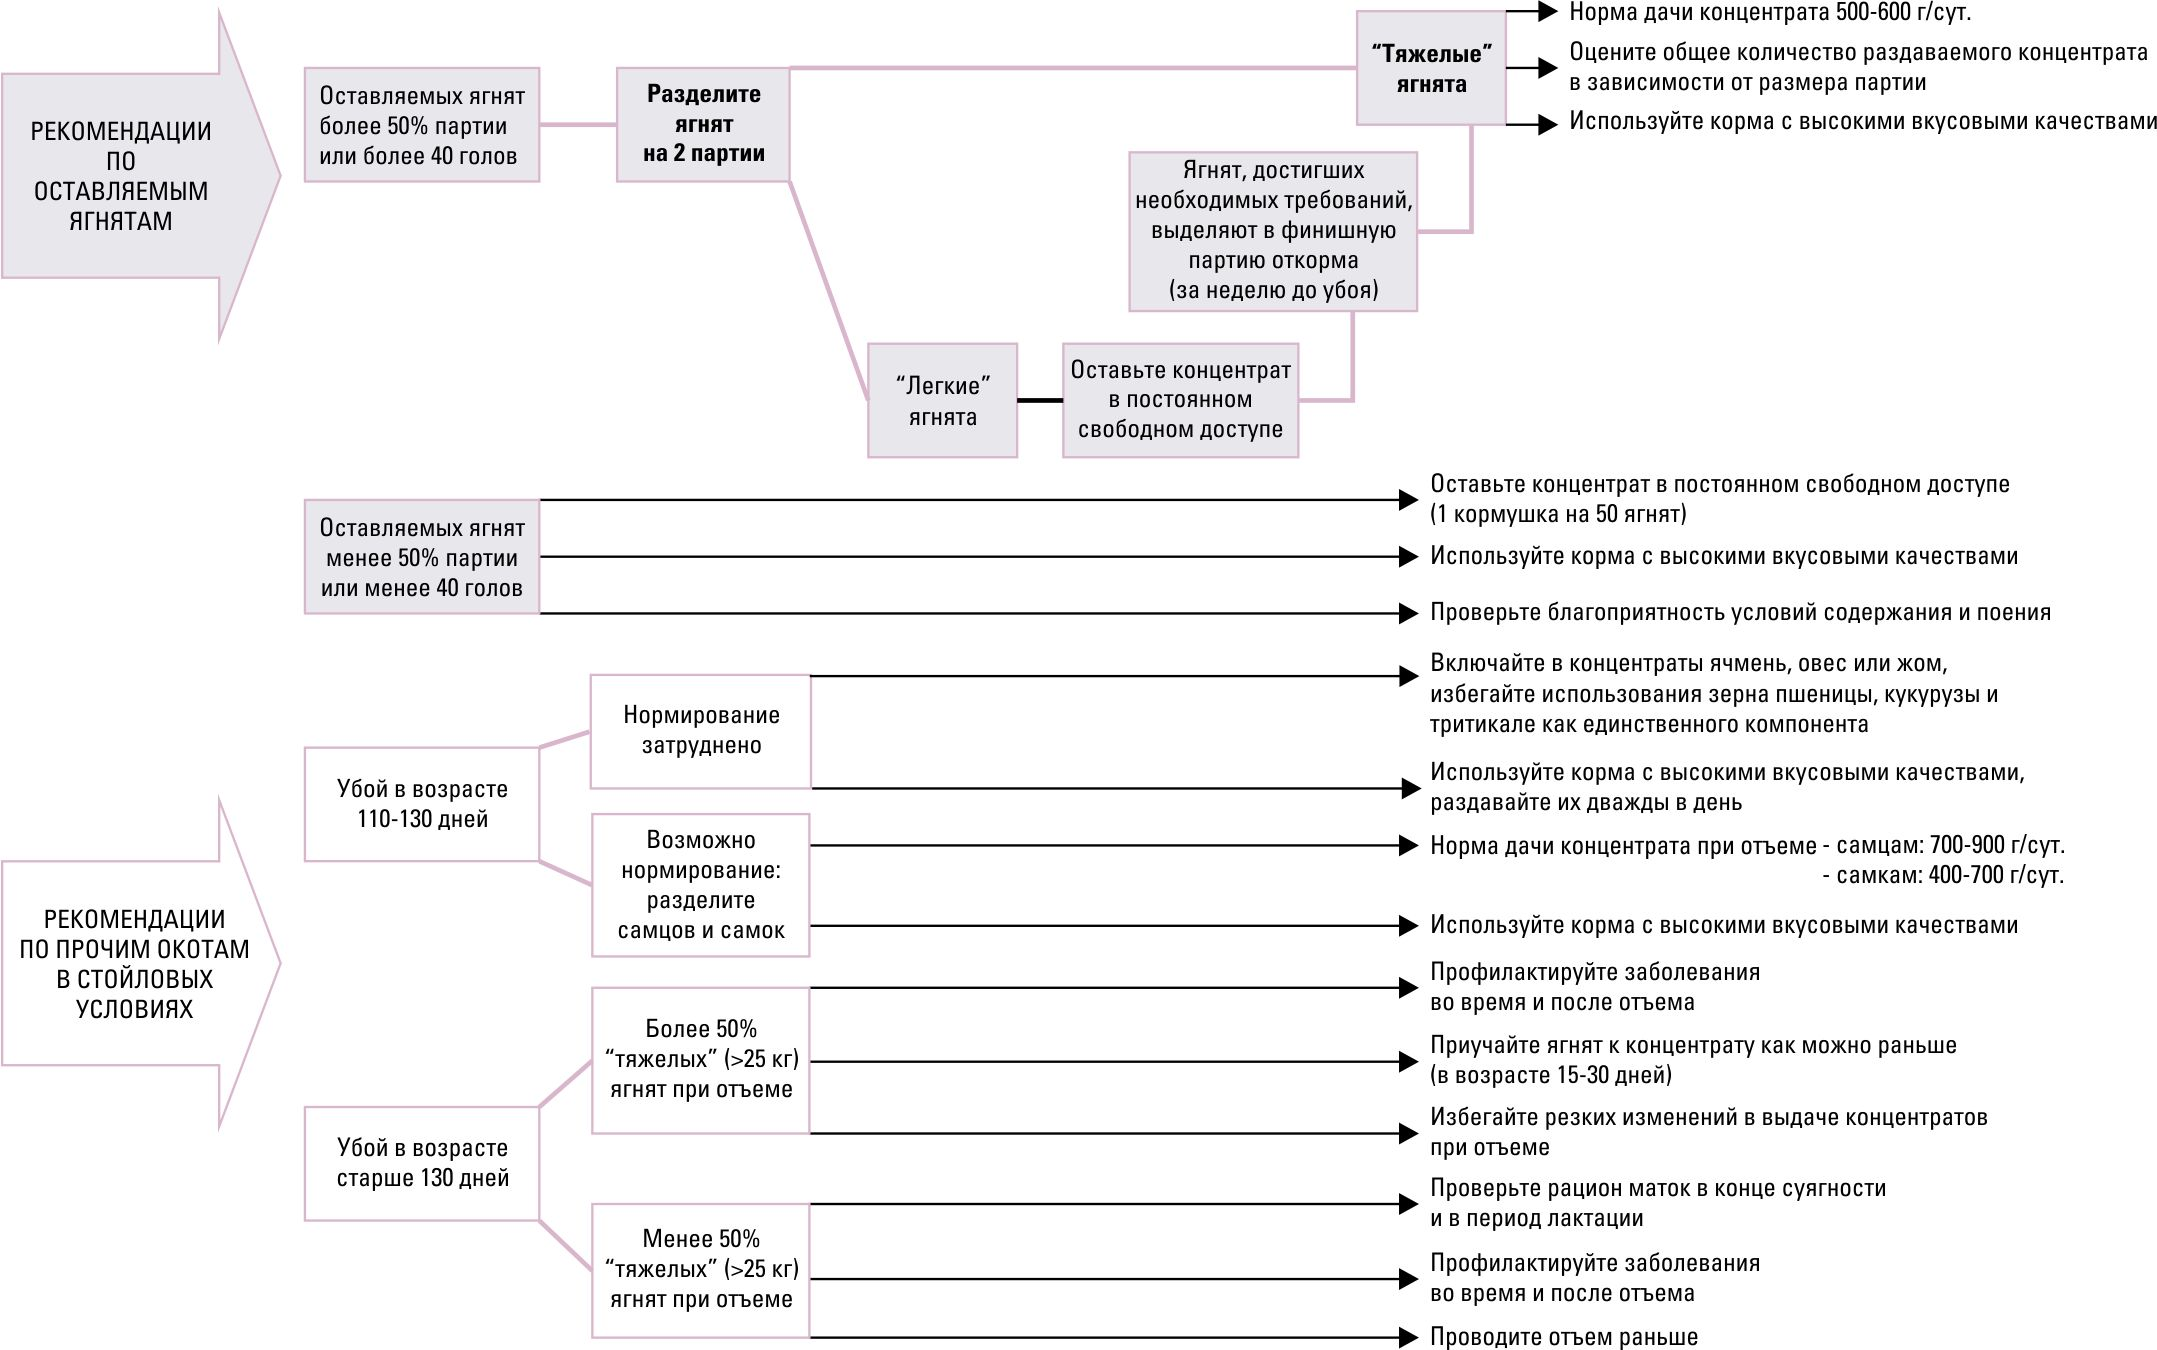 РЕКОМЕНДАЦИИ
ПО
ОСТАВЛЯЕМЫМ
ЯГНЯТАМ
Оставляемых ягнят
более 50% партии
или более 40 голов
Разделите
ягнят
на 2 партии
“Тяжелые”
ягнята
Норма дачи концентрата 500-600 г/сут.
Оцените общее количество раздаваемого концентрата
в зависимости от размера партии
Используйте корма с высокими вкусовыми качествами
Ягнят, достигших
необходимых требований,
выделяют в финишную
партию откорма
(за неделю до убоя)
“Легкие”
ягнята
Оставьте концентрат
в постоянном
свободном доступе
Оставляемых ягнят
менее 50% партии
или менее 40 голов
Оставьте концентрат в постоянном свободном доступе
(1 кормушка на 50 ягнят)
Используйте корма с высокими вкусовыми качествами
Проверьте благоприятность условий содержания и поения
РЕКОМЕНДАЦИИ
ПО ПРОЧИМ ОКОТАМ
В СТОЙЛОВЫХ
УСЛОВИЯХ
Убой в возрасте
110-130 дней
Нормирование
затруднено
Включайте в концентраты ячмень, овес или жом,
избегайте использования зерна пшеницы, кукурузы и
тритикале как единственного компонента
Используйте корма с высокими вкусовыми качествами,
раздавайте их дважды в день
Возможно
нормирование:
разделите
самцов и самок
Норма дачи концентрата при отъеме - самцам: 700-900 г/сут.
- самкам: 400-700 г/сут.
Используйте корма с высокими вкусовыми качествами
Убой в возрасте
старше 130 дней
Более 50%
“тяжелых” (>25 кг)
ягнят при отъеме
Профилактируйте заболевания
во время и после отъема
Приучайте ягнят к концентрату как можно раньше
(в возрасте 15-30 дней)
Избегайте резких изменений в выдаче концентратов
при отъеме
Менее 50%
“тяжелых” (>25 кг)
ягнят при отъеме
Проверьте рацион маток в конце суягности
и в период лактации
Профилактируйте заболевания
во время и после отъема
Проводите отъем раньше